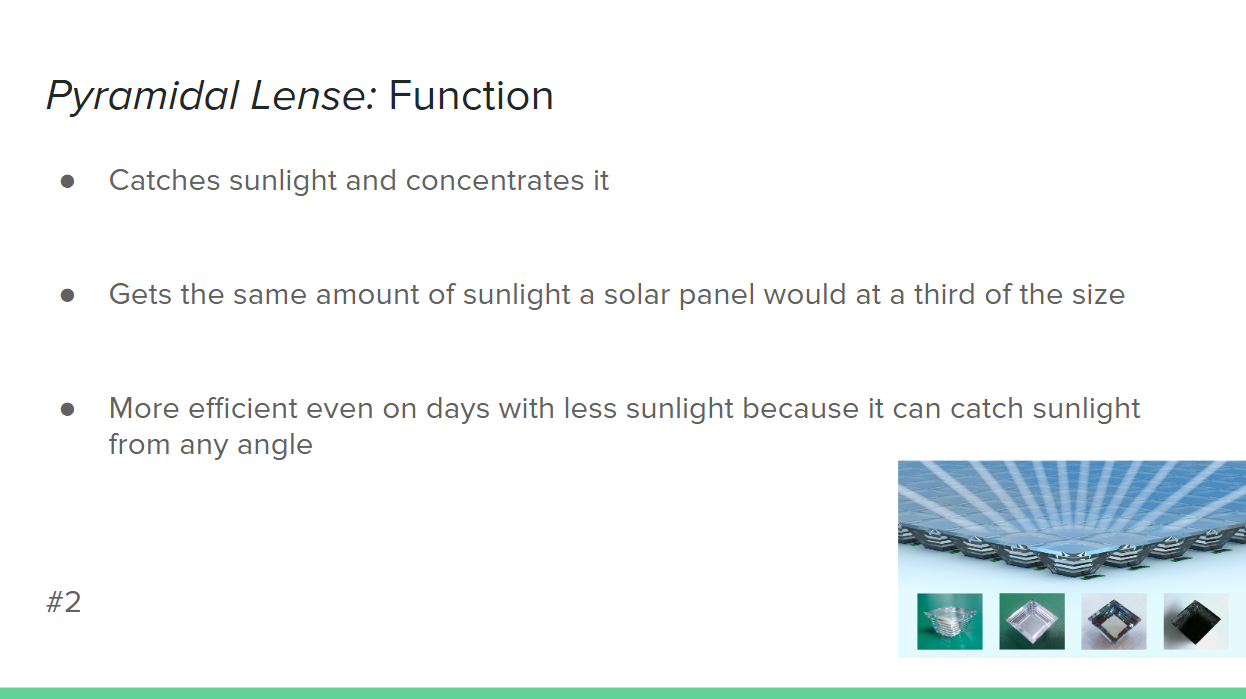 Pyramidal Lense: Function
● Catches sunlight and concentrates it
● Gets the same amount of sunlight a solar panel would at a third of the size
● More efficient even on days with less sunlight because it can catch sunlight
from any angle
#2